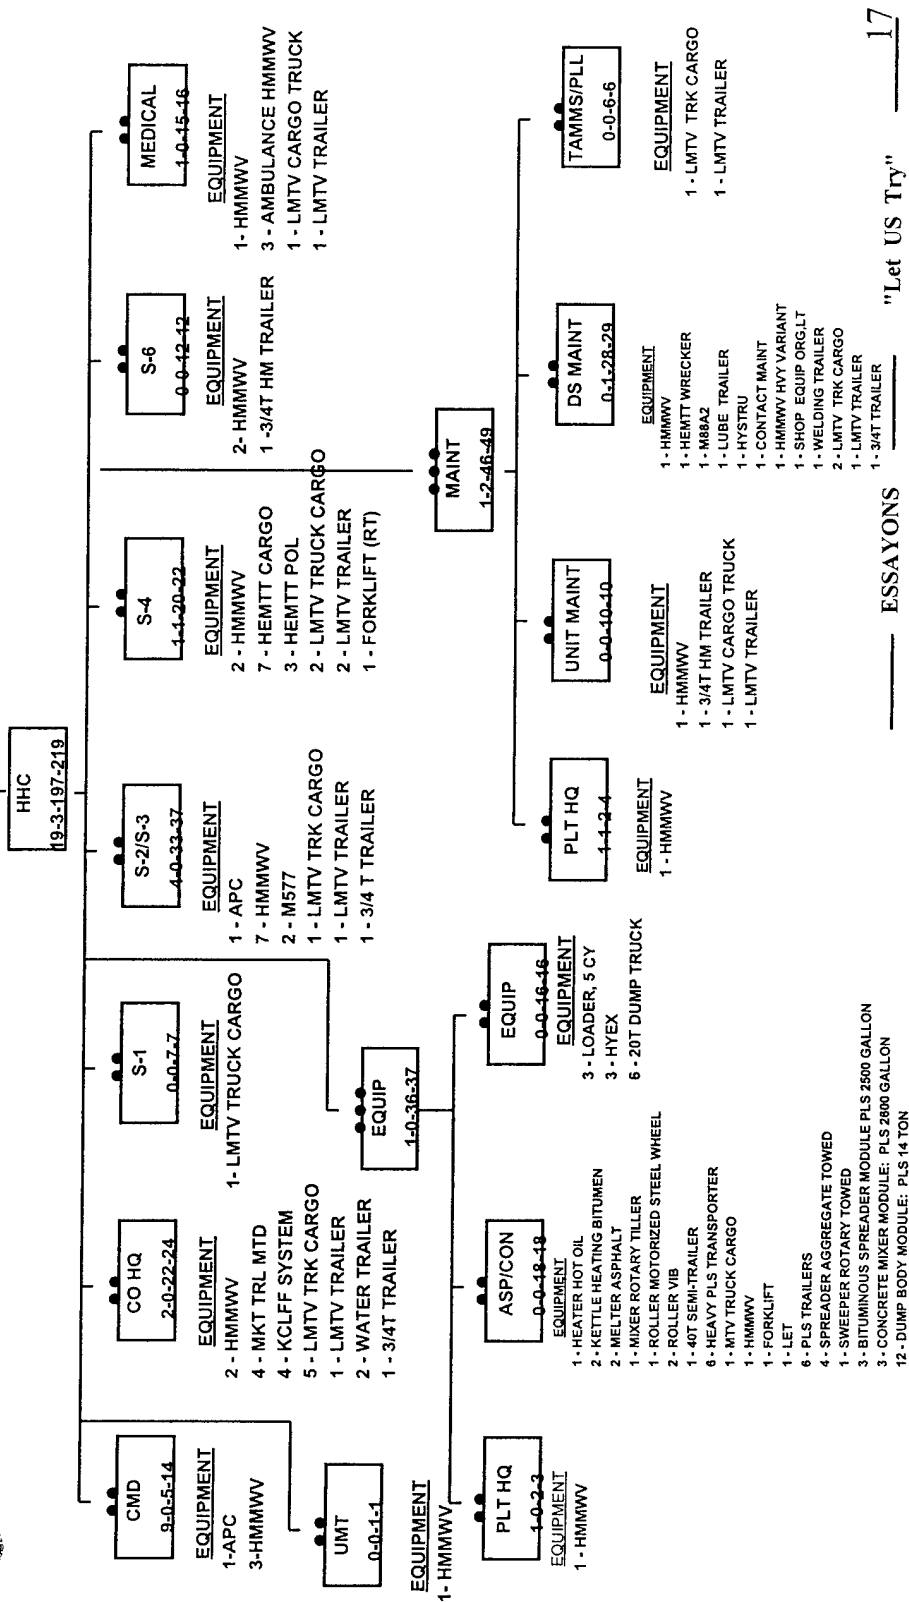 HHC
19-3-197-219
CMD
9-0-5-14
EQUIPMENT
1-APC
3-HMMWV
UMT
0-0-1-1
EQUIPMENT
1- HMMWV
CO HQ
2-0-22-24
EQUIPMENT
2 - HMMWV
4 - MKT TRL MTD
4 - KCLFF SYSTEM
5 - LMTV TRK CARGO
1 - LMTV TRAILER
2 - WATER TRAILER
1 - 3/4T TRAILER
S-1
0-0-7-7
EQUIPMENT
1- LMTV TRUCK CARGO
S-2/S-3
4-0-33-37
EQUIPMENT
1 - APC
7 - HMMWV
2 - M577
1 - LMTV TRK CARGO
1 - LMTV TRAILER
1 - 3/4 T TRAILER
S-4
1-1-20-22
EQUIPMENT
2 - HMMWV
7 - HEMTT CARGO
3 - HEMTT POL
2 - LMTV TRUCK CARGO
2 - LMTV TRAILER
1 - FORKLIFT (RT)
S-6
0-0-12-12
EQUIPMENT
2- HMMWV
1 -3/4T HM TRAILER
MEDICAL
1-0-15-16
EQUIPMENT
1- HMMWV
3 - AMBULANCE HMMWV
1 - LMTV CARGO TRUCK
1 - LMTV TRAILER
EQUIP
1-0-36-37
PLT HQ
1-0-2-3
EQUIPMENT
1 - HMMWV
ASP/CON
0-0-18-18
EQUIPMENT
1 - HEATER HOT OIL
2 - KETTLE HEATING BITUMEN
2 - MELTER ASPHALT
1 - MIXER ROTARY TILLER
1 - ROLLER MOTORIZED STEEL WHEEL
2 - ROLLER VIB
1 - 40T SEMI-TRAILER
6 - HEAVY PLS TRANSPORTER
1 - MTV TRUCK CARGO
1 - HMMWV
1 - FORKLIFT
1 - LET
6 - PLS TRAILERS
4 - SPREADER AGGREGATE TOWED
1 - SWEEPER ROTARY TOWED
3 - BITUMINOUS SPREADER MODULE PLS 2500 GALLON
3 - CONCRETE MIXER MODULE: PLS 2600 GALLON
12 - DUMP BODY MODULE: PLS 14 TON
EQUIP
0-0-16-16
EQUIPMENT
3 - LOADER, 5 CY
3 - HYEX
6 - 20T DUMP TRUCK
MAINT
1-2-46-49
PLT HQ
1-1-2-4
EQUIPMENT
1 - HMMWV
UNIT MAINT
0-0-10-10
EQUIPMENT
1 - HMMWV
1 - 3/4T HM TRAILER
1 - LMTV CARGO TRUCK
1 - LMTV TRAILER
DS MAINT
0-1-28-29
EQUIPMENT
1 - HMMWV
1 - HEMTT WRECKER
1 - M88A2
1 - LUBE TRAILER
1 - HYSTRU
1 - CONTACT MAINT
1 - HMMWV HVY VARIANT
1 - SHOP EQUIP ORG,LT
1 - WELDING TRAILER
2 - LMTV TRK CARGO
1 - LMTV TRAILER
1 - 3/4T TRAILER
TAMMS/PLL
0-0-6-6
EQUIPMENT
1 - LMTV TRK CARGO
1 - LMTV TRAILER
ESSAYONS "Let US Try" 17